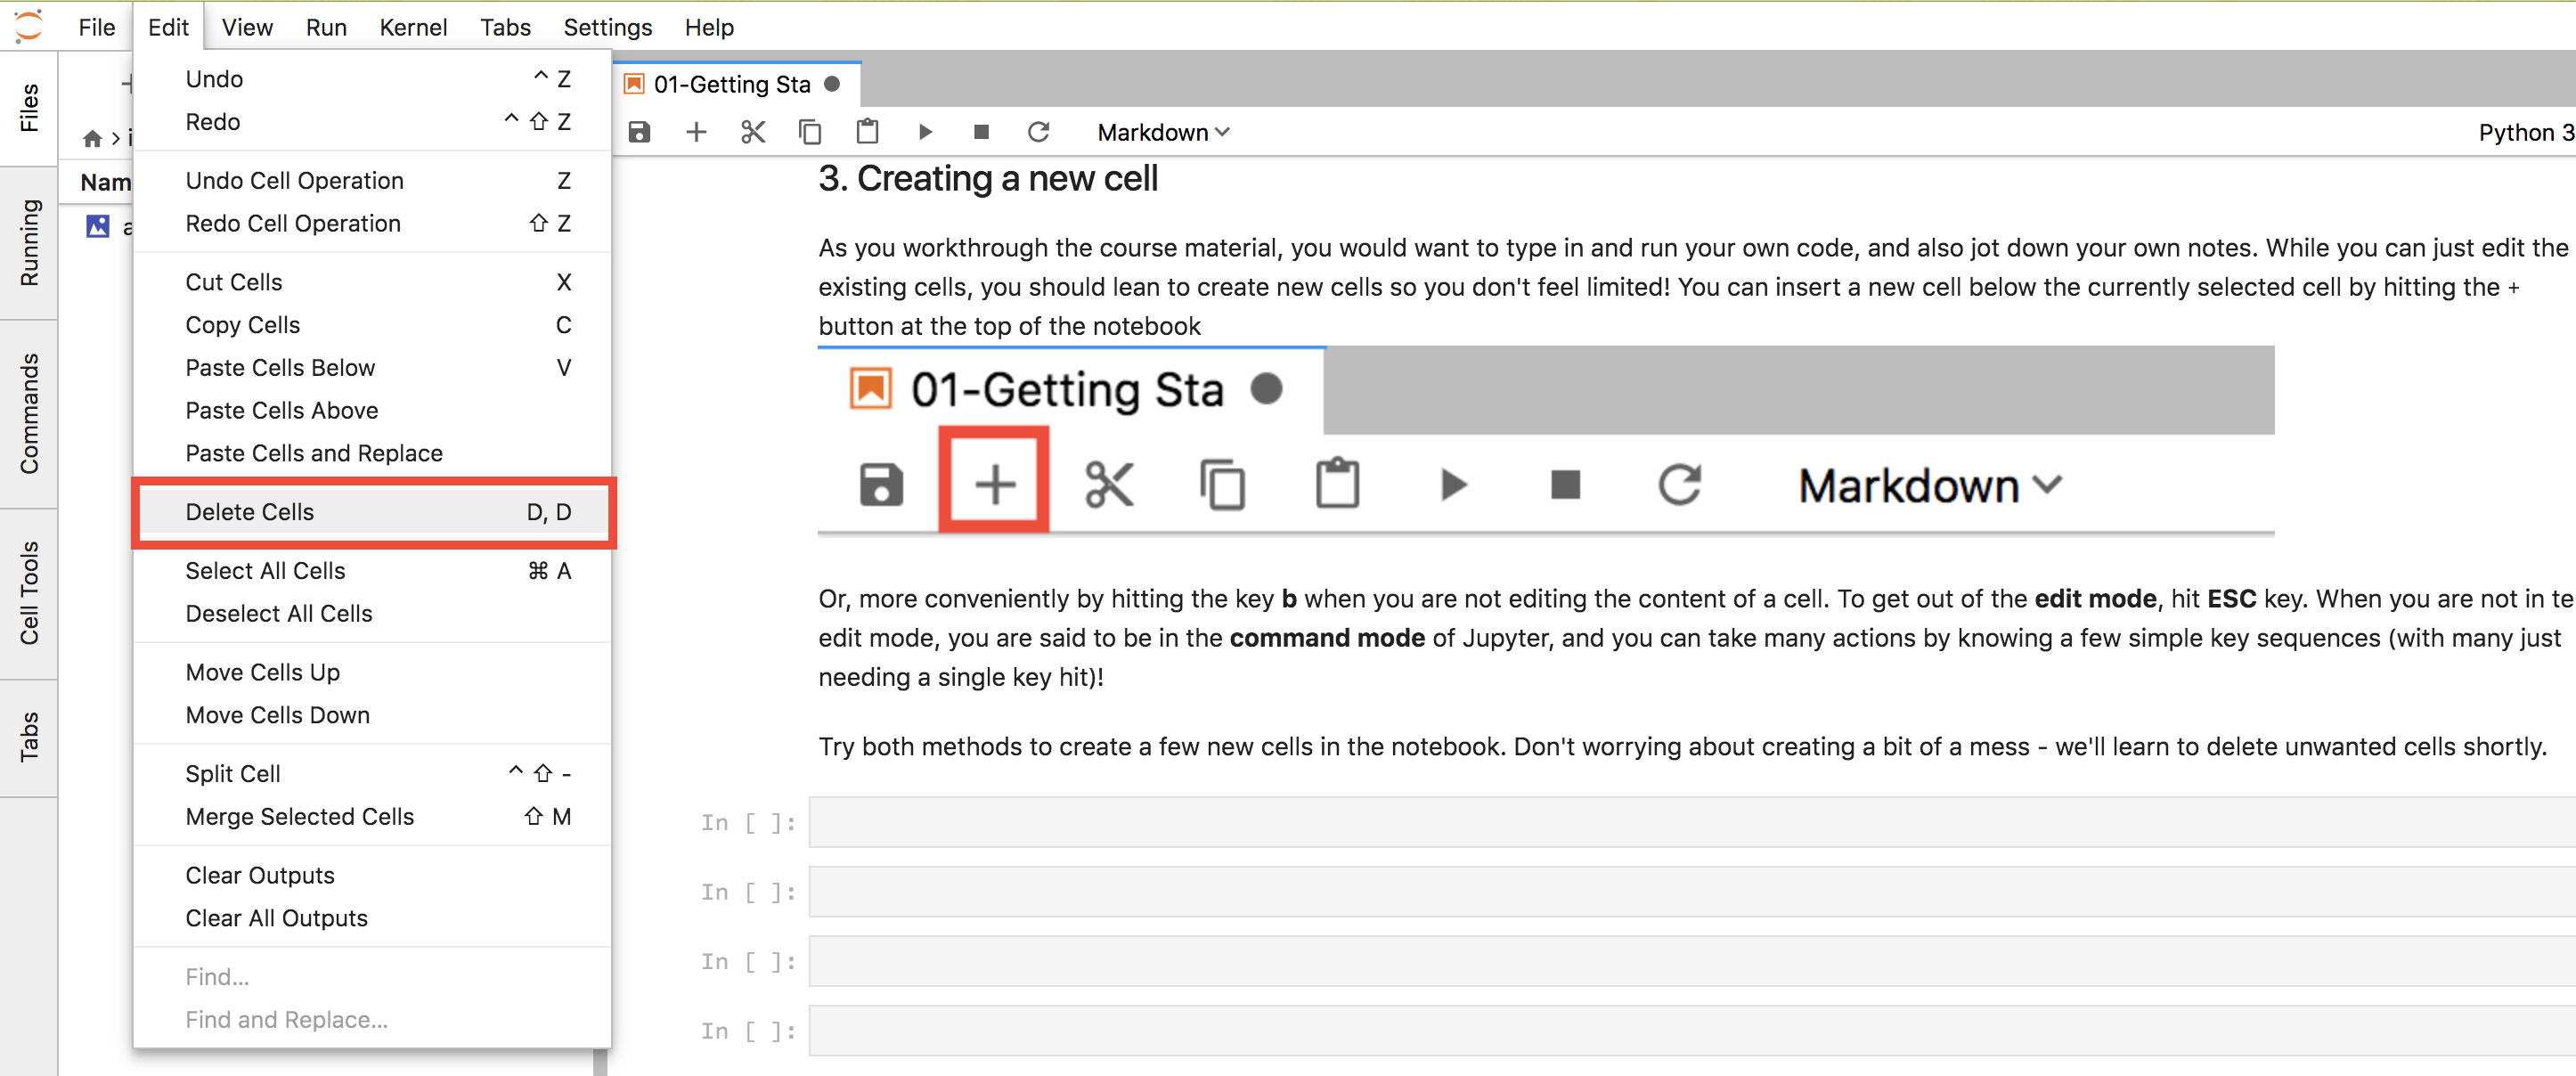 File Edit View Run Kernel Tabs Settings Help
Files
Running
Commands
Cell Tools
Tabs
Nam
Undo ^ Z
Redo ^ ⇧ Z
Undo Cell Operation Z
Redo Cell Operation ⇧ Z
Cut Cells X
Copy Cells C
Paste Cells Below V
Paste Cells Above
Paste Cells and Replace
Delete Cells D, D
Select All Cells ⌘ A
Deselect All Cells
Move Cells Up
Move Cells Down
Split Cell ^ ⇧ -
Merge Selected Cells ⇧ M
Clear Outputs
Clear All Outputs
Find...
Find and Replace...
01-Getting Sta
Markdown Python 3
3. Creating a new cell
As you workthrough the course material, you would want to type in and run your own code, and also jot down your own notes. While you can just edit the
existing cells, you should lean to create new cells so you don't feel limited! You can insert a new cell below the currently selected cell by hitting the +
button at the top of the notebook
01-Getting Sta
Markdown
Or, more conveniently by hitting the key b when you are not editing the content of a cell. To get out of the edit mode, hit ESC key. When you are not in te
edit mode, you are said to be in the command mode of Jupyter, and you can take many actions by knowing a few simple key sequences (with many just
needing a single key hit)!
Try both methods to create a few new cells in the notebook. Don't worrying about creating a bit of a mess - we'll learn to delete unwanted cells shortly.
In [ ]:
In [ ]:
In [ ]:
In [ ]: